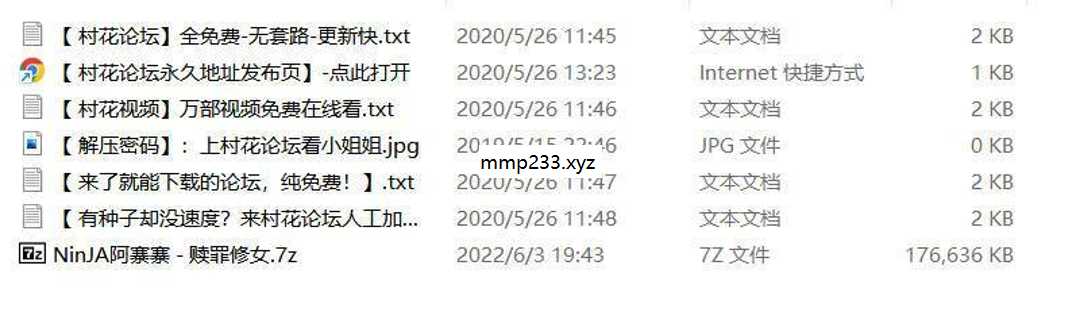 【 村花论坛】全免费-无套路-更新快.txt 2020/5/26 11:45 文本文档 2 KB
【 村花论坛永久地址发布页】-点此打开 2020/5/26 13:23 Internet 快捷方式 1 KB
【 村花视频】万部视频免费在线看.txt 2020/5/26 11:46 文本文档 2 KB
【 解压密码】：上村花论坛看小姐姐.jpg 2019/5/15 22:46 JPG 文件 0 KB
mmp233.xyz
【 来了就能下载的论坛，纯免费！】.txt 2020/5/26 11:47 文本文档 2 KB
【 有种子却没速度？来村花论坛人工加... 2020/5/26 11:48 文本文档 2 KB
NinJA阿寨寨 - 赎罪修女.7z 2022/6/3 19:43 7Z 文件 176,636 KB